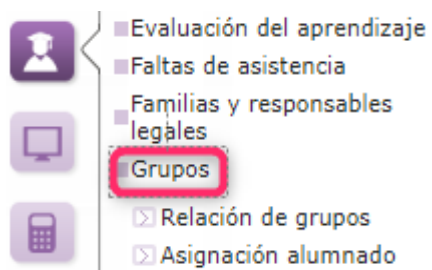 Evaluación del aprendizaje
Faltas de asistencia
Familias y responsables
legales
Grupos
Relación de grupos
Asignación alumnado